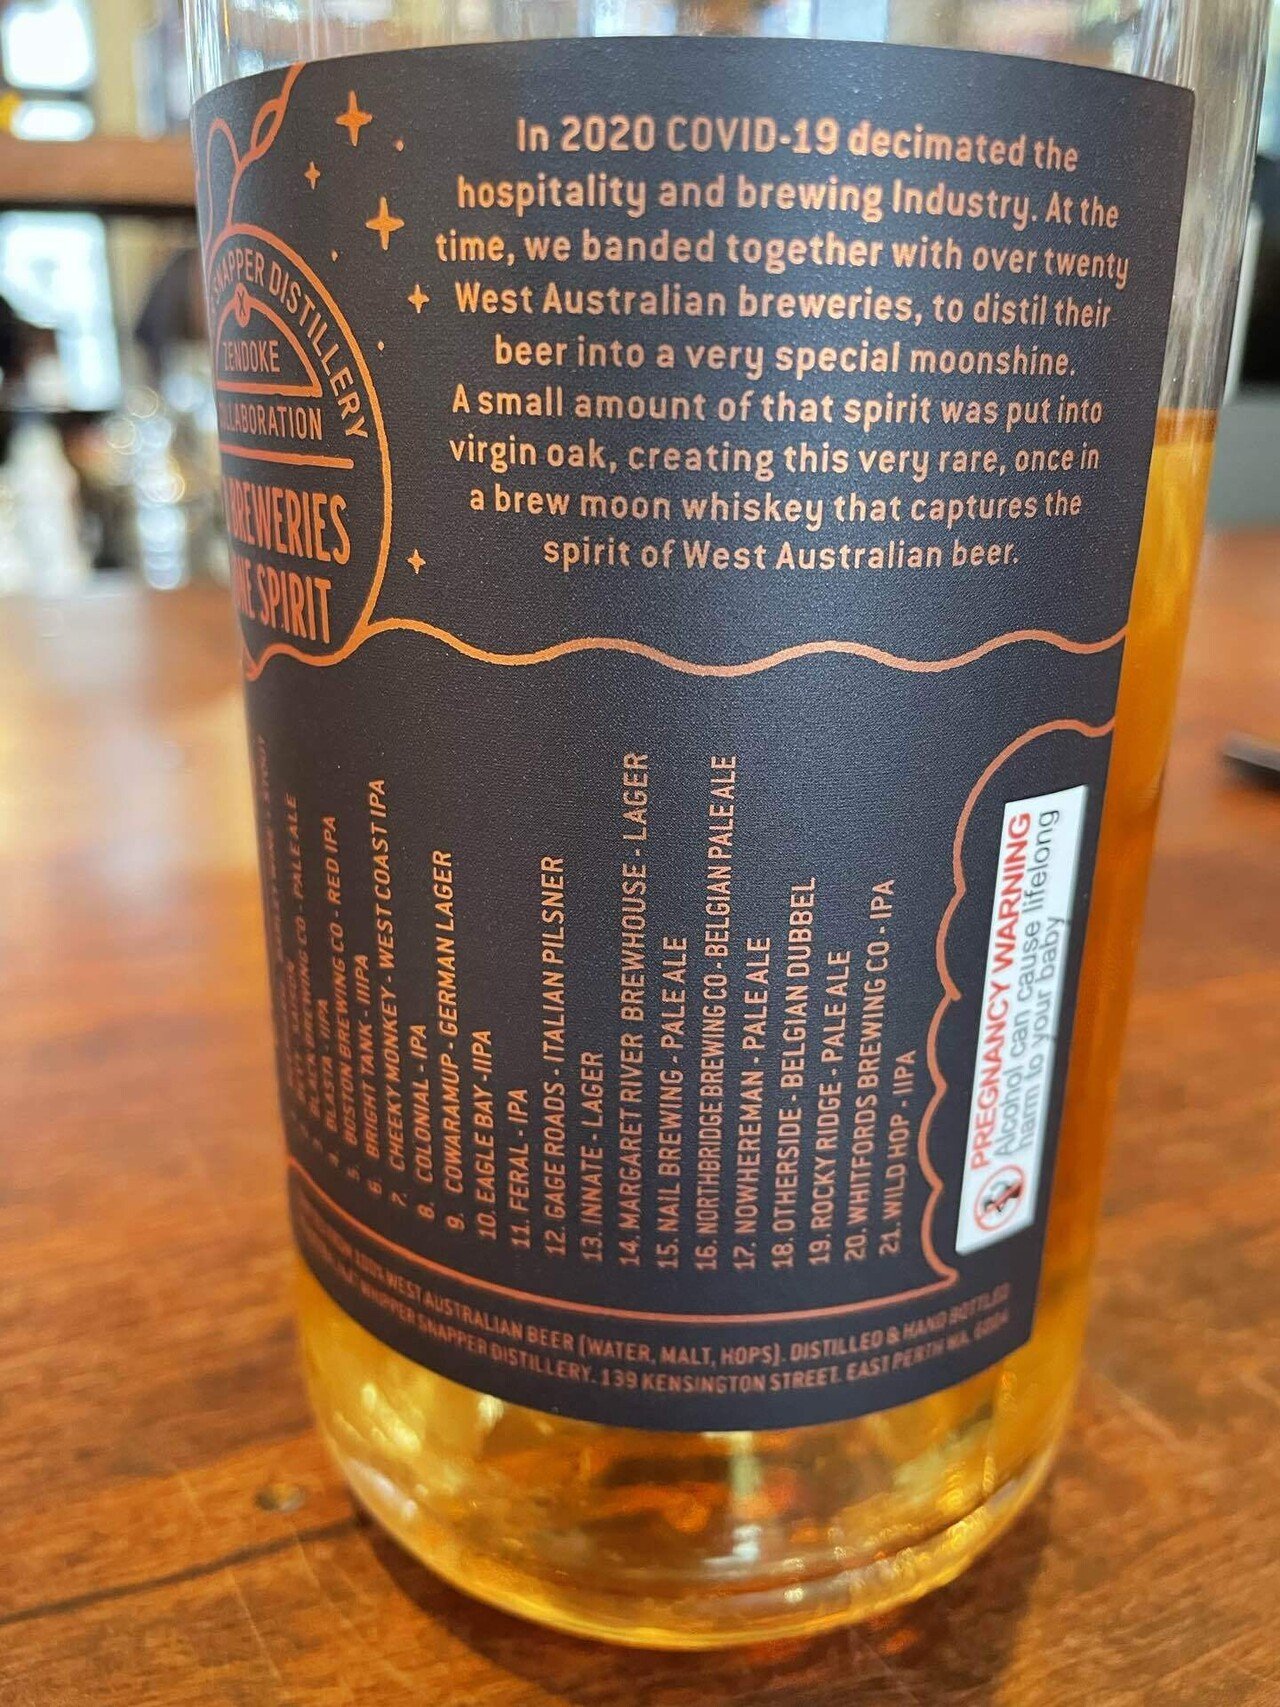 In 2020 COVID-19 decimated the
hospitality and brewing Industry. At the
time, we banded together with over twenty
West Australian breweries, to distil their
beer into a very special moonshine.
A small amount of that spirit was put into
virgin oak, creating this very rare, once in
a brew moon whiskey that captures the
spirit of West Australian beer.
SNAPPER DISTILLERY
X
ZENDOKE
LLABORATION
BREWERIES
NE SPIRIT
PALE ALE
BLASTA - IIPA
BOSTON BREWING CO - RED IPA
5. BRIGHT TANK - IIIPA
6. CHEEKY MONKEY - WEST COAST IPA
7. COLONIAL - IPA
8. COWARAMUP - GERMAN LAGER
9. EAGLE BAY - IIPA
10. FERAL - IPA
11. GAGE ROADS - ITALIAN PILSNER
12. INNATE - LAGER
13. MARGARET RIVER BREWHOUSE - LAGER
14. NAIL BREWING - PALE ALE
15. NORTHBRIDGE BREWING CO - BELGIAN PALE ALE
16. NOWHEREMAN - PALE ALE
17. OTHERSIDE - BELGIAN DUBBEL
18. ROCKY RIDGE - PALE ALE
19. WHITFORDS BREWING CO - IPA
20. WILD HOP - IIPA
21.
PREGNANCY WARNING
Alcohol can cause lifelong
harm to your baby
100% WEST AUSTRALIAN BEER (WATER, MALT, HOPS). DISTILLED & HAND BOTTLED
WHIPPER SNAPPER DISTILLERY. 139 KENSINGTON STREET. EAST PERTH WA, 6004